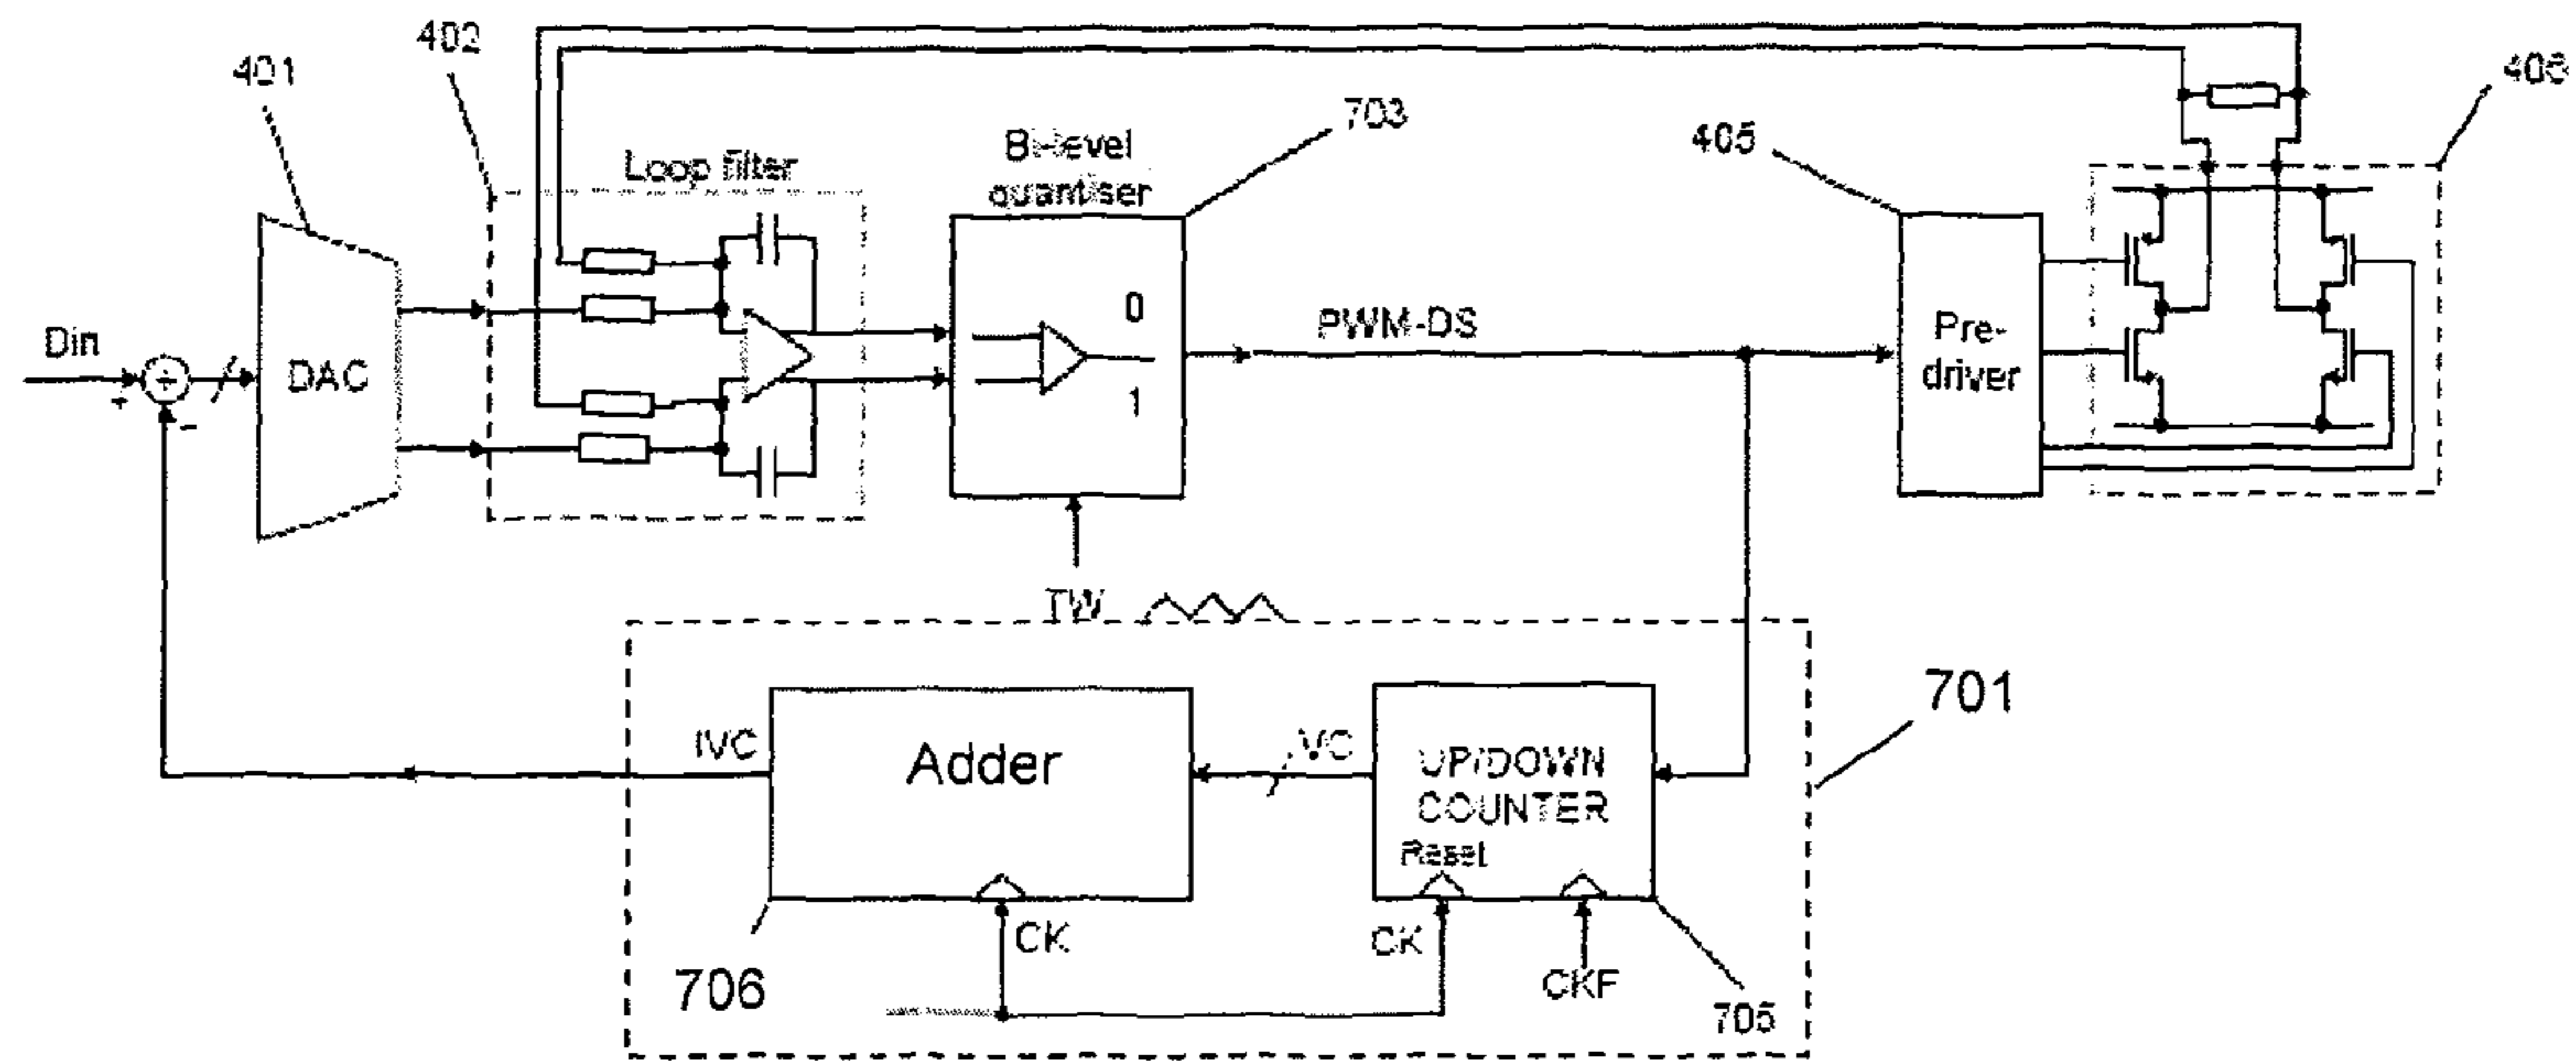 402
401
406
703
405
Bi-level
quantiser
Loop filter
0
1
Din
+
+
-
DAC
PWM-DS
Pre-
driver
TW
701
IVC
Adder
VC
UP/DOWN
COUNTER
Reset
CK
CK
CKF
706
705